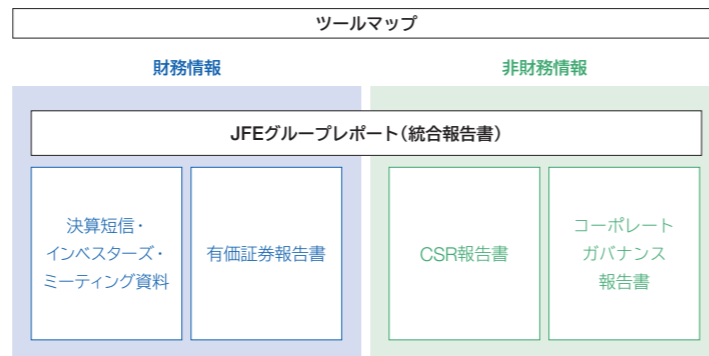 ツールマップ
財務情報
非財務情報
JFEグループレポート(統合報告書)
決算短信・
インベスターズ・
ミーティング資料
有価証券報告書
CSR報告書
コーポレート
ガバナンス
報告書